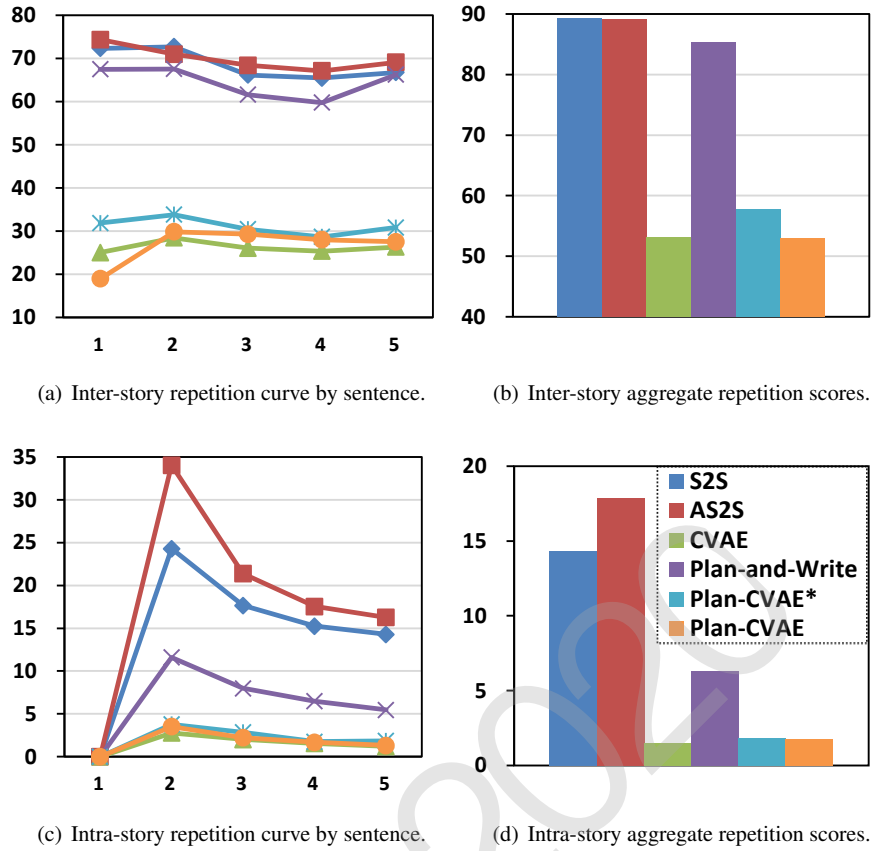 80
70
60
50
40
30
20
10
1 2 3 4 5
(a) Inter-story repetition curve by sentence.
90
80
90
70
60
50
40
(b) Inter-story aggregate repetition scores.
35
30
25
20
15
10
5
0
1 2 3 4 5
(c) Intra-story repetition curve by sentence.
20
15
10
5
0
S2S
AS2S
CVAE
Plan-and-Write
Plan-CVAE*
Plan-CVAE
(d) Intra-story aggregate repetition scores.
2020